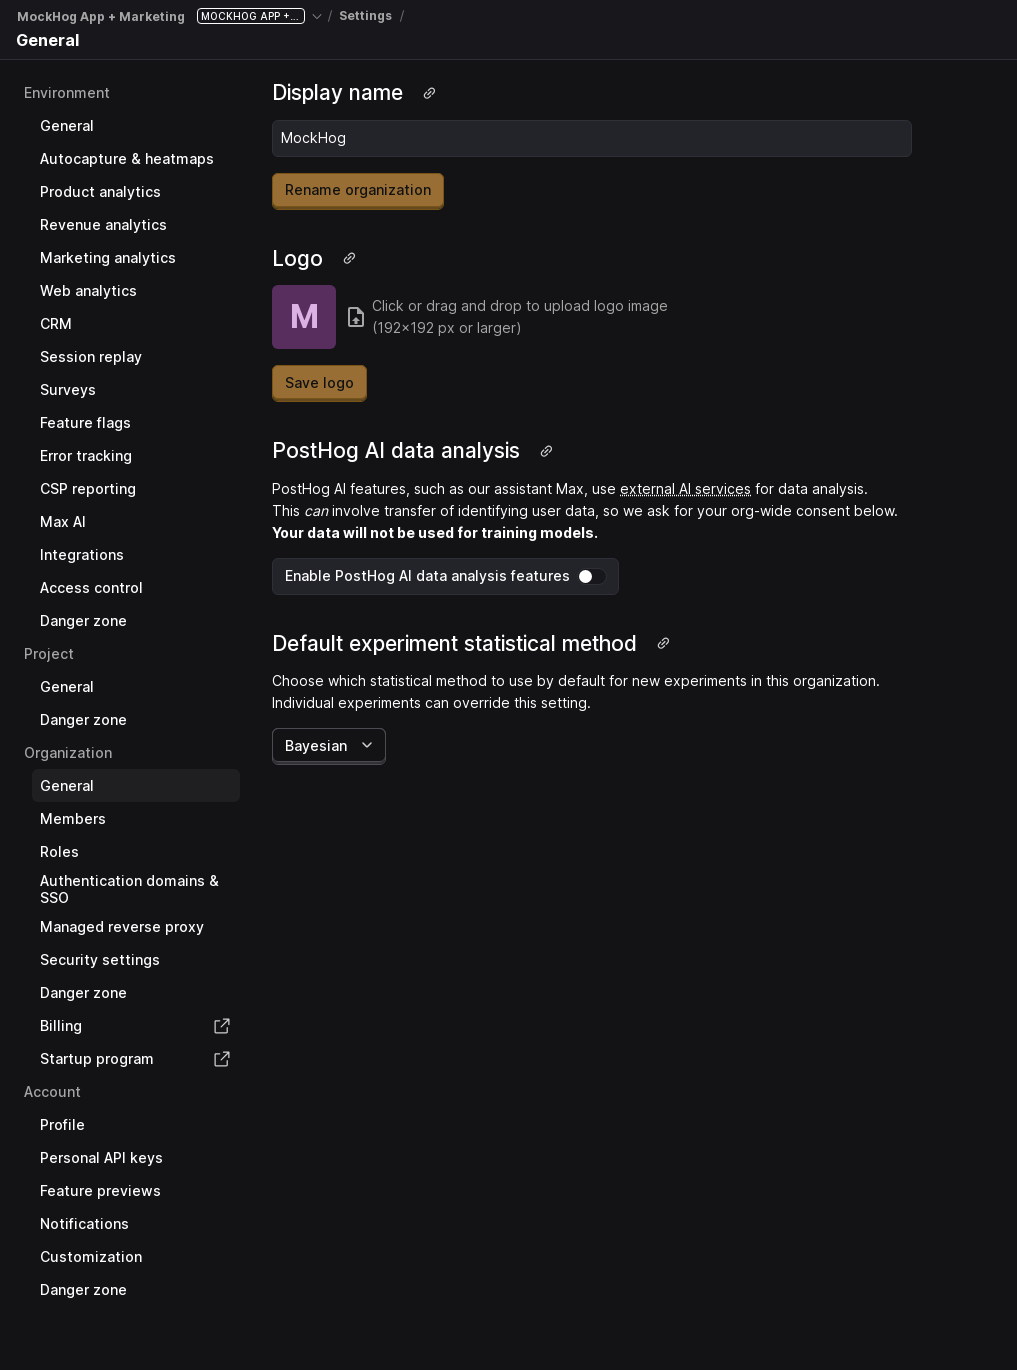 MockHog App + Marketing MOCKHOG APP +... / Settings /
General
Environment
General
Autocapture & heatmaps
Product analytics
Revenue analytics
Marketing analytics
Web analytics
CRM
Session replay
Surveys
Feature flags
Error tracking
CSP reporting
Max AI
Integrations
Access control
Danger zone
Project
General
Danger zone
Organization
General
Members
Roles
Authentication domains &
SSO
Managed reverse proxy
Security settings
Danger zone
Billing
Startup program
Account
Profile
Personal API keys
Feature previews
Notifications
Customization
Danger zone
Display name
MockHog
Rename organization
Logo
M
Click or drag and drop to upload logo image
(192×192 px or larger)
Save logo
PostHog AI data analysis
PostHog AI features, such as our assistant Max, use external AI services for data analysis.
This can involve transfer of identifying user data, so we ask for your org-wide consent below.
Your data will not be used for training models.
Enable PostHog AI data analysis features
Default experiment statistical method
Choose which statistical method to use by default for new experiments in this organization.
Individual experiments can override this setting.
Bayesian